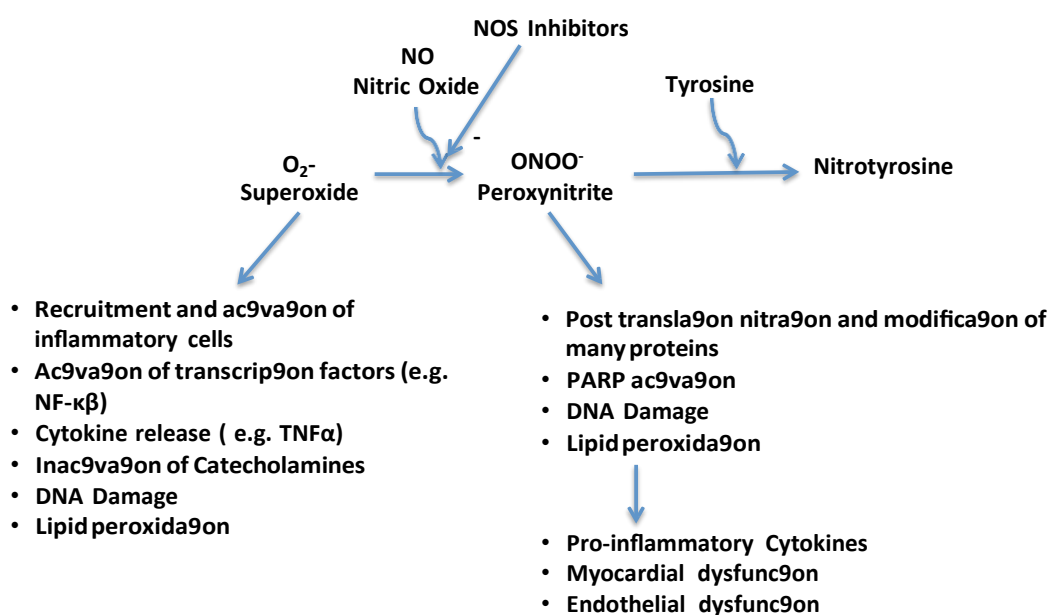 NOS Inhibitors
NO
Nitric Oxide
Tyrosine
-
O₂-
Superoxide
ONOO⁻
Peroxynitrite
Nitrotyrosine
• Recruitment and ac9va9on of
inflammatory cells
• Ac9va9on of transcrip9on factors (e.g.
NF-κβ)
• Cytokine release ( e.g. TNFα)
• Inac9va9on of Catecholamines
• DNA Damage
• Lipid peroxida9on
• Post transla9on nitra9on and modifica9on of
many proteins
• PARP ac9va9on
• DNA Damage
• Lipid peroxida9on
• Pro-inflammatory Cytokines
• Myocardial dysfunc9on
• Endothelial dysfunc9on